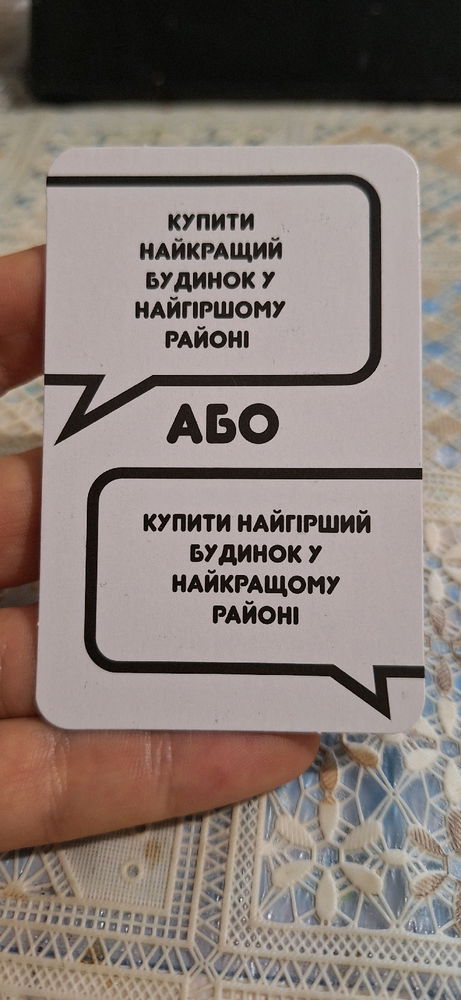 КУПИТИ
НАЙКРАЩИЙ
БУДИНОК У
НАЙГІРШОМУ
РАЙОНІ
АБО
КУПИТИ НАЙГІРШИЙ
БУДИНОК У
НАЙКРАЩОМУ
РАЙОНІ